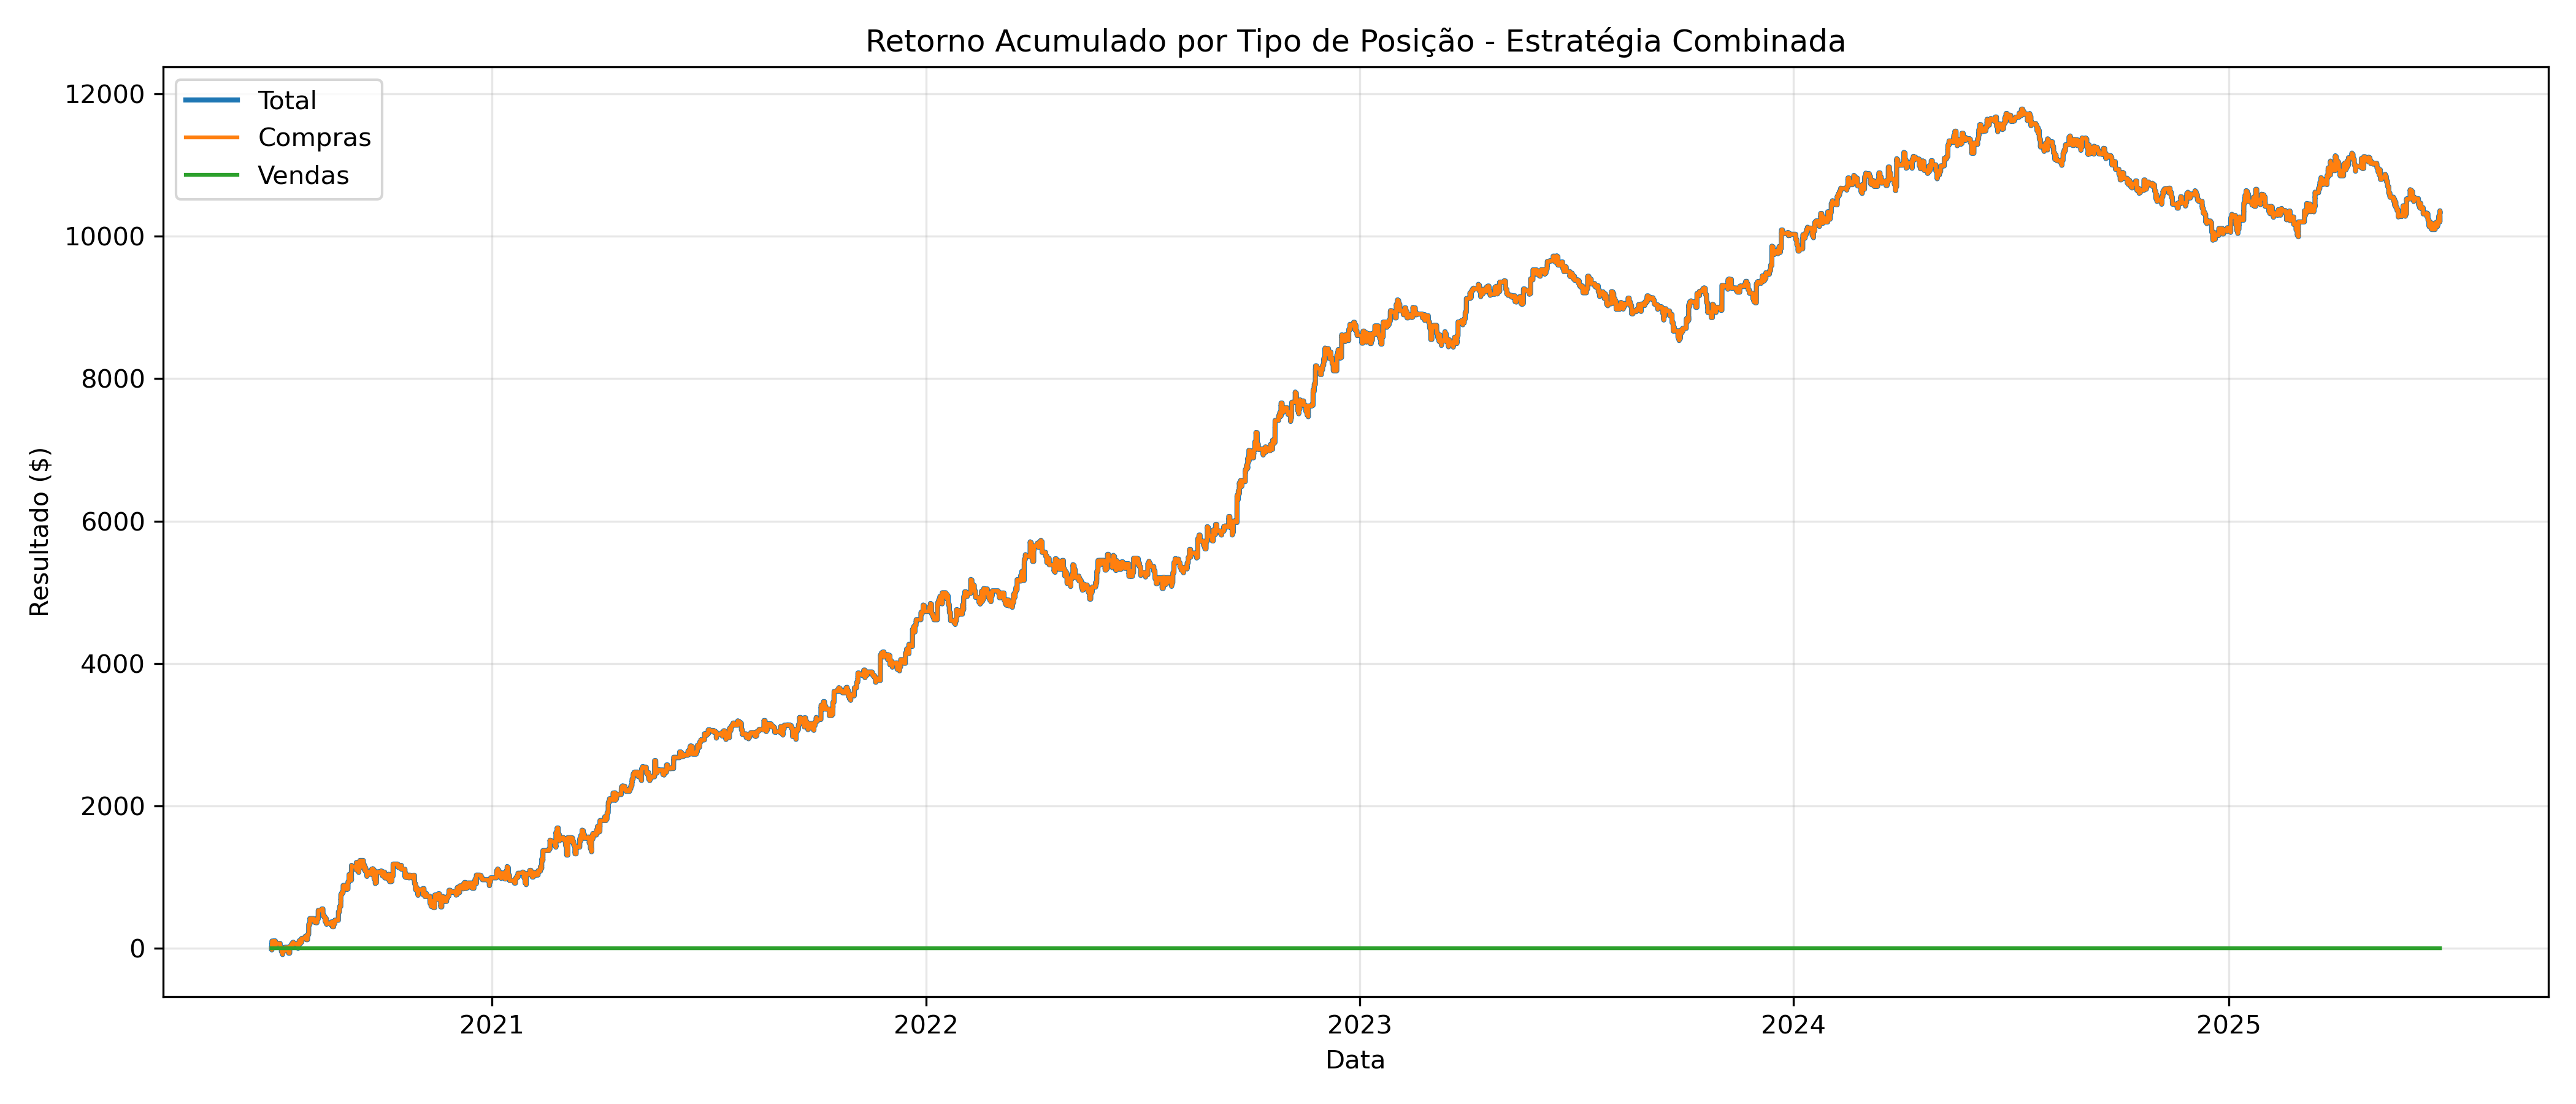 Retorno Acumulado por Tipo de Posição - Estratégia Combinada
Total
Compras
Vendas
Resultado ($)
12000
10000
8000
6000
4000
2000
0
2021
2022
2023
2024
2025
Data